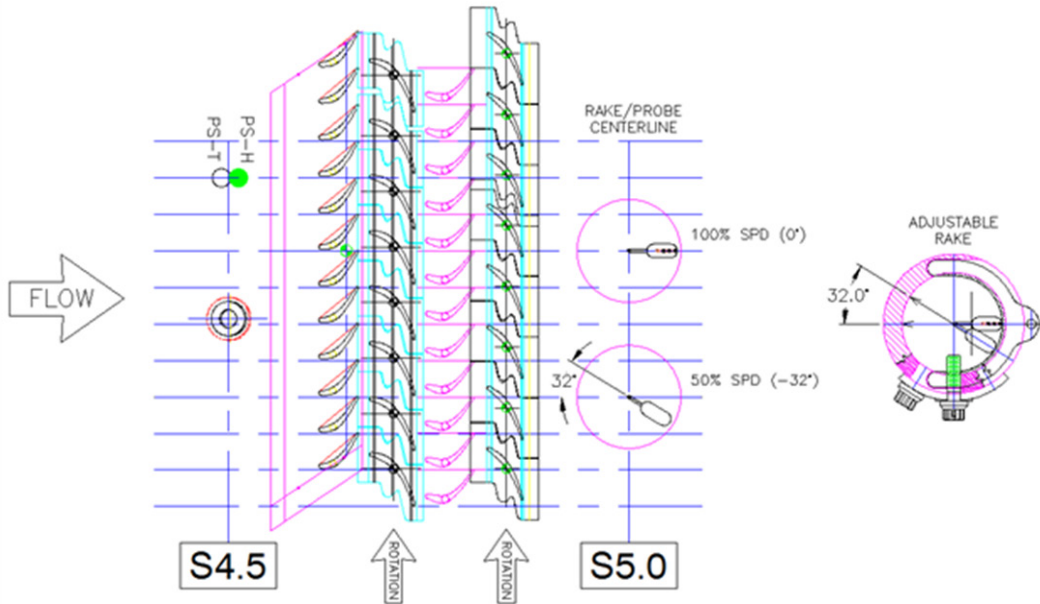 PS-T
PS-H
RAKE/PROBE
CENTERLINE
100% SPD (0°)
FLOW
32°
50% SPD (-32°)
ADJUSTABLE
RAKE
32.0°
S4.5
ROTATION
ROTATION
S5.0